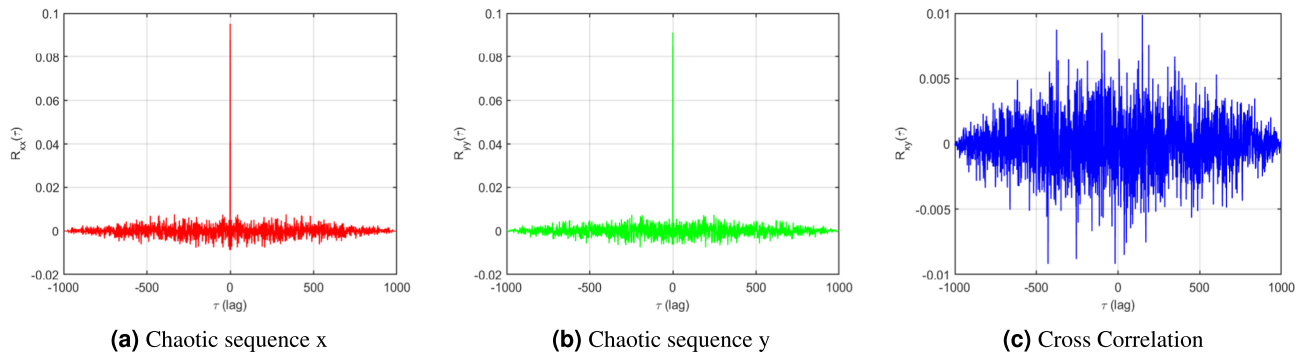 0.1
0.08
0.06
0.04
0.02
0
-0.02
R_xx(τ)
-1000 -500 0 500 1000
τ (lag)
(a) Chaotic sequence x
0.1
0.08
0.06
0.04
0.02
0
-0.02
R_yy(τ)
-1000 -500 0 500 1000
τ (lag)
(b) Chaotic sequence y
0.01
0.005
0
-0.005
-0.01
R_xy(τ)
-1000 -500 0 500 1000
τ (lag)
(c) Cross Correlation